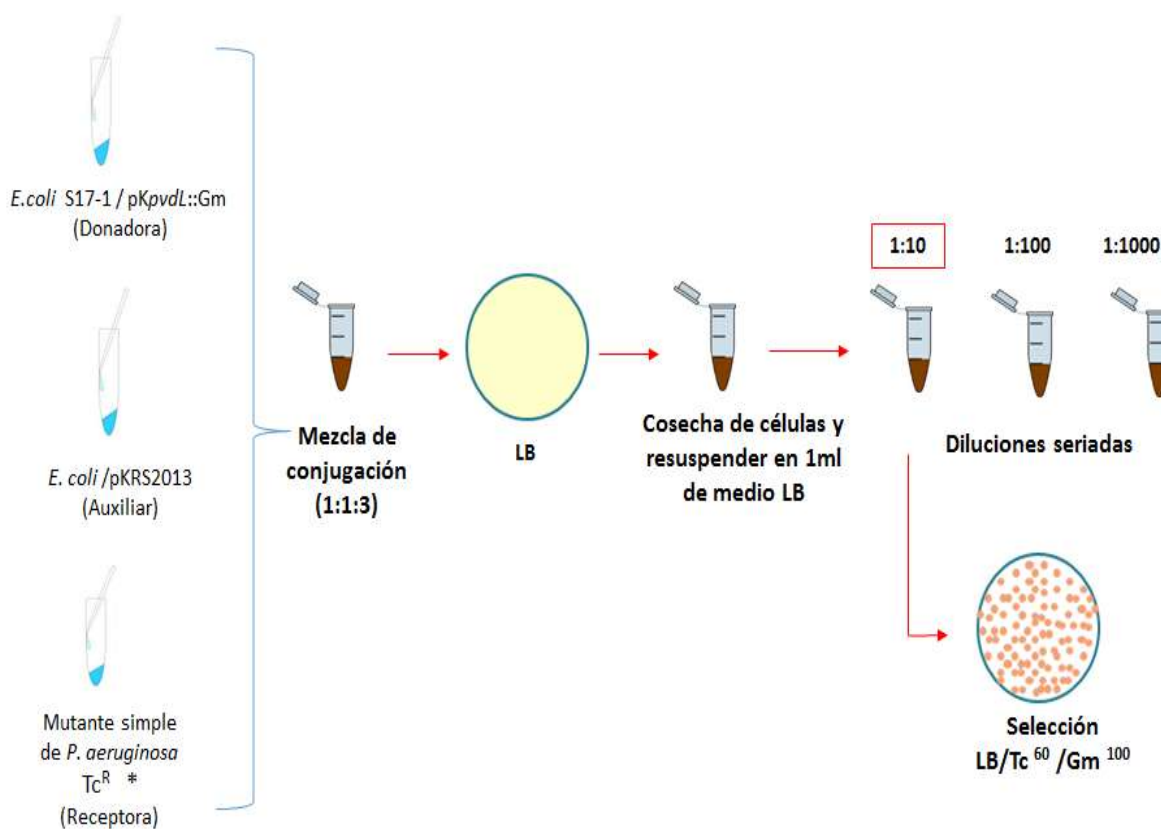 E.coli S17-1 / pKpvdL::Gm
(Donadora)
E. coli /pKRS2013
(Auxiliar)
Mutante simple
de P. aeruginosa
Tc^R *
(Receptora)
Mezcla de
conjugación
(1:1:3)
LB
Cosecha de células y
resuspender en 1ml
de medio LB
1:10 1:100 1:1000
Diluciones seriadas
Selección
LB/Tc ^60 /Gm ^100